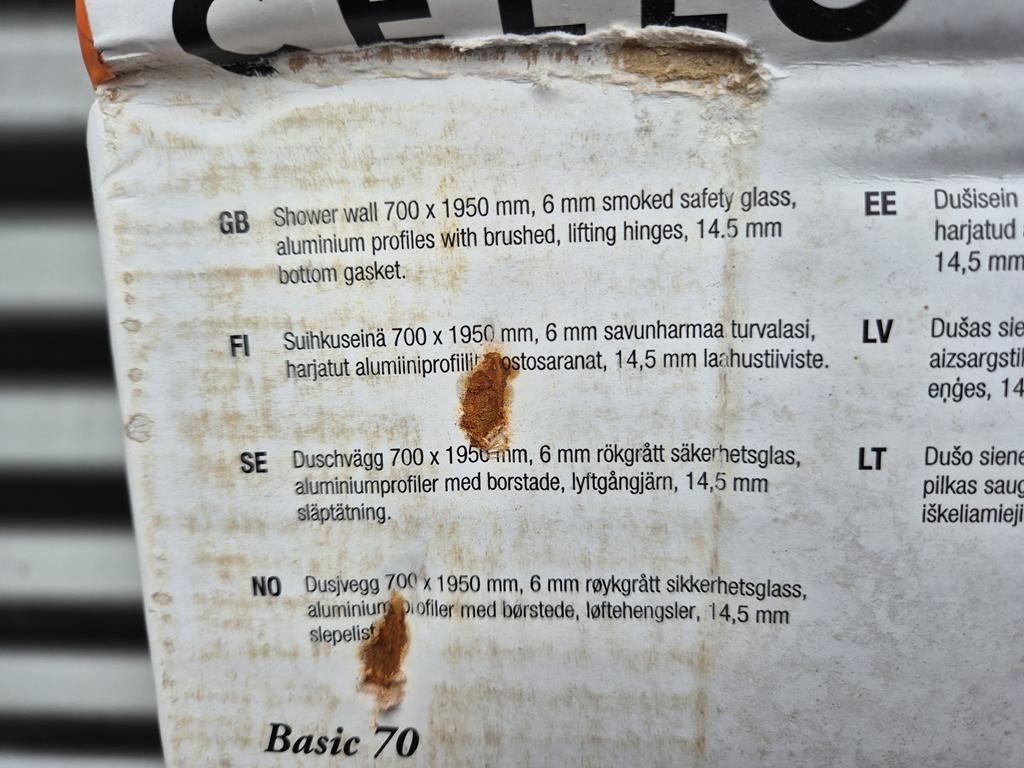 CELLO
GB Shower wall 700 x 1950 mm, 6 mm smoked safety glass,
aluminium profiles with brushed, lifting hinges, 14.5 mm
bottom gasket.
FI Suihkuseinä 700 x 1950 mm, 6 mm savunharmaa turvalasi,
harjatut 14,5 mm laahustiiviste.
SE Duschvägg 700 x 1950 mm, 6 mm rökgrått säkerhetsglas,
aluminiumprofiler med borstade, lyftgångjärn, 14,5 mm
släptätning.
NO Dusjvegg 700 x 1950 mm, 6 mm røykgrått sikkerhetsglass,
aluminiumprofiler med børstede, løftehengsler, 14,5 mm
slepelist
Basic 70
EE Dušisein
harjatud
14,5 mm
LV Dušas sie
aizsargsti
eņģes, 14
LT Dušo siene
pilkas saug
iškeliamieji